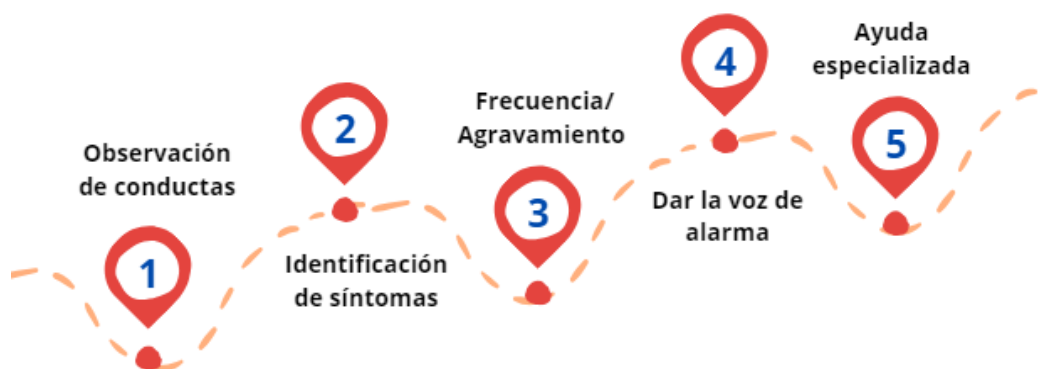 1
Observación
de conductas
2
Identificación
de síntomas
3
Frecuencia/
Agravamiento
4
Dar la voz de
alarma
5
Ayuda
especializada